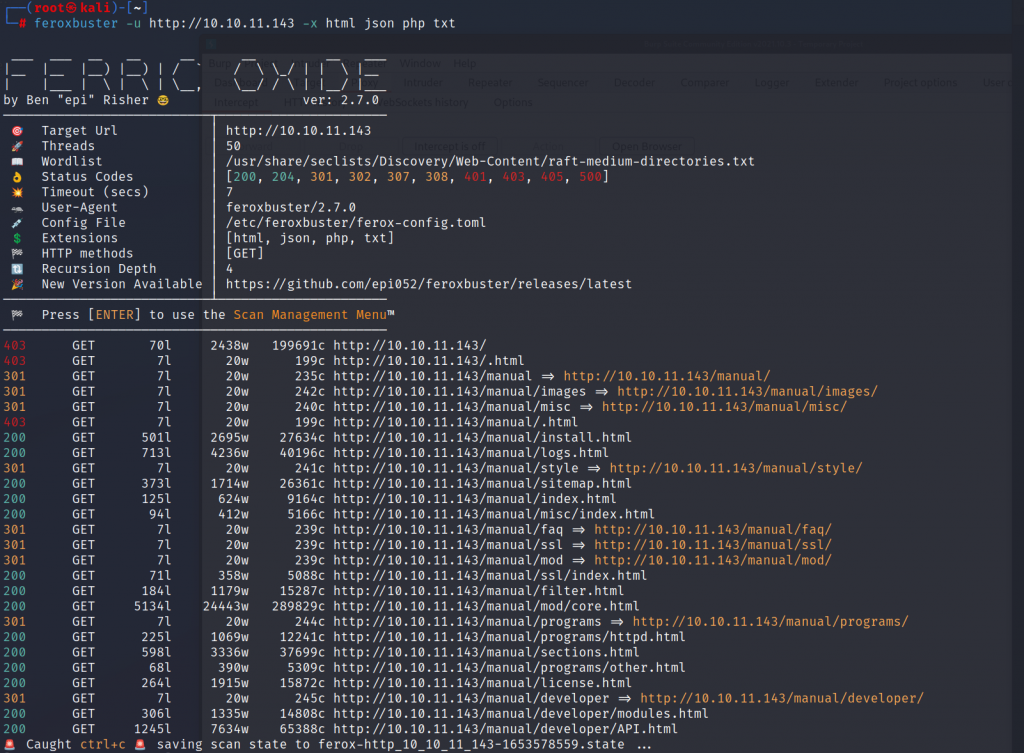 (root㉿kali)-[~]
# feroxbuster -u http://10.10.11.143 -x html json php txt
FERRIC OXIDE
by Ben "epi" Risher 🤓 ver: 2.7.0
🎯 Target Url │ http://10.10.11.143
🚀 Threads │ 50
📖 Wordlist │ /usr/share/seclists/Discovery/Web-Content/raft-medium-directories.txt
👌 Status Codes │ [200, 204, 301, 302, 307, 308, 401, 403, 405, 500]
💥 Timeout (secs) │ 7
🦡 User-Agent │ feroxbuster/2.7.0
💉 Config File │ /etc/feroxbuster/ferox-config.toml
💲 Extensions │ [html, json, php, txt]
🏁 HTTP methods │ [GET]
🔃 Recursion Depth │ 4
🎉 New Version Available │ https://github.com/epi052/feroxbuster/releases/latest
🏁 Press [ENTER] to use the Scan Management Menu™
403 GET 70l 2438w 199691c http://10.10.11.143/
403 GET 7l 20w 199c http://10.10.11.143/.html
301 GET 7l 20w 235c http://10.10.11.143/manual => http://10.10.11.143/manual/
301 GET 7l 20w 242c http://10.10.11.143/manual/images => http://10.10.11.143/manual/images/
301 GET 7l 20w 240c http://10.10.11.143/manual/misc => http://10.10.11.143/manual/misc/
403 GET 7l 20w 199c http://10.10.11.143/manual/.html
200 GET 501l 2695w 27634c http://10.10.11.143/manual/install.html
200 GET 713l 4236w 40196c http://10.10.11.143/manual/logs.html
301 GET 7l 20w 241c http://10.10.11.143/manual/style => http://10.10.11.143/manual/style/
200 GET 373l 1714w 26361c http://10.10.11.143/manual/sitemap.html
200 GET 125l 624w 9164c http://10.10.11.143/manual/index.html
200 GET 94l 412w 5166c http://10.10.11.143/manual/misc/index.html
301 GET 7l 20w 239c http://10.10.11.143/manual/faq => http://10.10.11.143/manual/faq/
301 GET 7l 20w 239c http://10.10.11.143/manual/ssl => http://10.10.11.143/manual/ssl/
301 GET 7l 20w 239c http://10.10.11.143/manual/mod => http://10.10.11.143/manual/mod/
200 GET 71l 358w 5088c http://10.10.11.143/manual/ssl/index.html
200 GET 184l 1179w 15287c http://10.10.11.143/manual/filter.html
200 GET 5134l 24443w 289829c http://10.10.11.143/manual/mod/core.html
301 GET 7l 20w 244c http://10.10.11.143/manual/programs => http://10.10.11.143/manual/programs/
200 GET 225l 1069w 12241c http://10.10.11.143/manual/programs/httpd.html
200 GET 598l 3336w 37699c http://10.10.11.143/manual/sections.html
200 GET 68l 390w 5309c http://10.10.11.143/manual/programs/other.html
200 GET 264l 1915w 15872c http://10.10.11.143/manual/license.html
301 GET 7l 20w 245c http://10.10.11.143/manual/developer => http://10.10.11.143/manual/developer/
200 GET 306l 1335w 14808c http://10.10.11.143/manual/developer/modules.html
200 GET 1245l 7634w 65388c http://10.10.11.143/manual/developer/API.html
🚨 Caught ctrl+c 🚨 saving scan state to ferox-http_10_10_11_143-1653578559.state ...